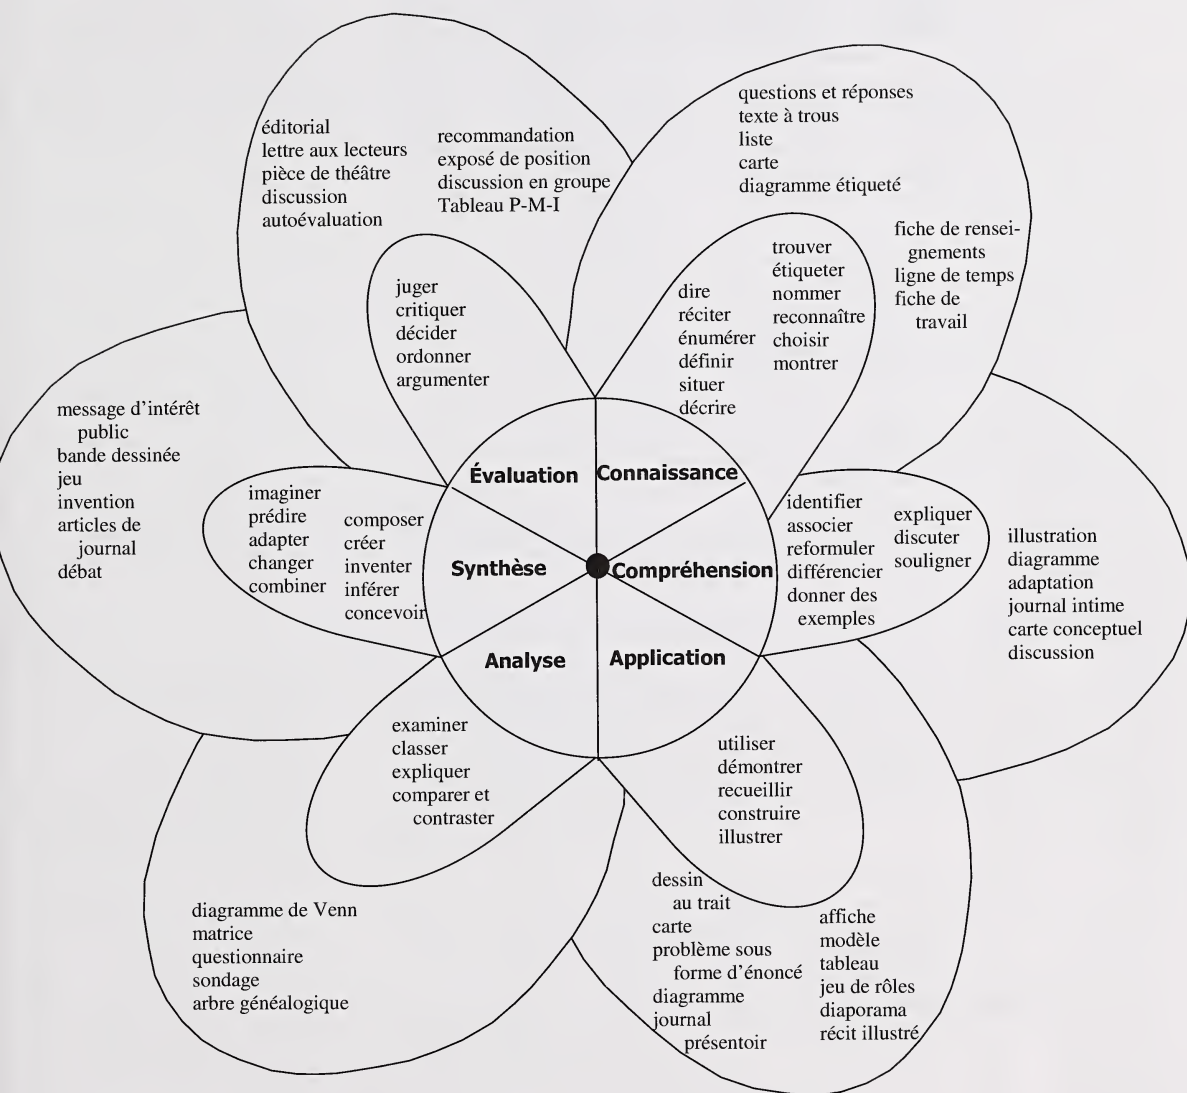 éditorial
lettre aux lecteurs
pièce de théâtre
discussion
autoévaluation
recommandation
exposé de position
discussion en groupe
Tableau P-M-I
juger
critiquer
décider
ordonner
argumenter
questions et réponses
texte à trous
liste
carte
diagramme étiqueté
fiche de rensei-
gnements
ligne de temps
fiche de
travail
dire
réciter
énumérer
définir
situer
décrire
trouver
étiqueter
nommer
reconnaître
choisir
montrer
message d'intérêt
public
bande dessinée
jeu
invention
articles de
journal
débat
imaginer
prédire
adapter
changer
combiner
composer
créer
inventer
inférer
concevoir
Évaluation
Connaissance
Synthèse
Compréhension
Analyse
Application
identifier
associer
reformuler
différencier
donner des
exemples
expliquer
discuter
souligner
illustration
diagramme
adaptation
journal intime
carte conceptuel
discussion
examiner
classer
expliquer
comparer et
contraster
diagramme de Venn
matrice
questionnaire
sondage
arbre généalogique
utiliser
démontrer
recueillir
construire
illustrer
dessin
au trait
carte
problème sous
forme d'énoncé
diagramme
journal
présentoir
affiche
modèle
tableau
jeu de rôles
diaporama
récit illustré